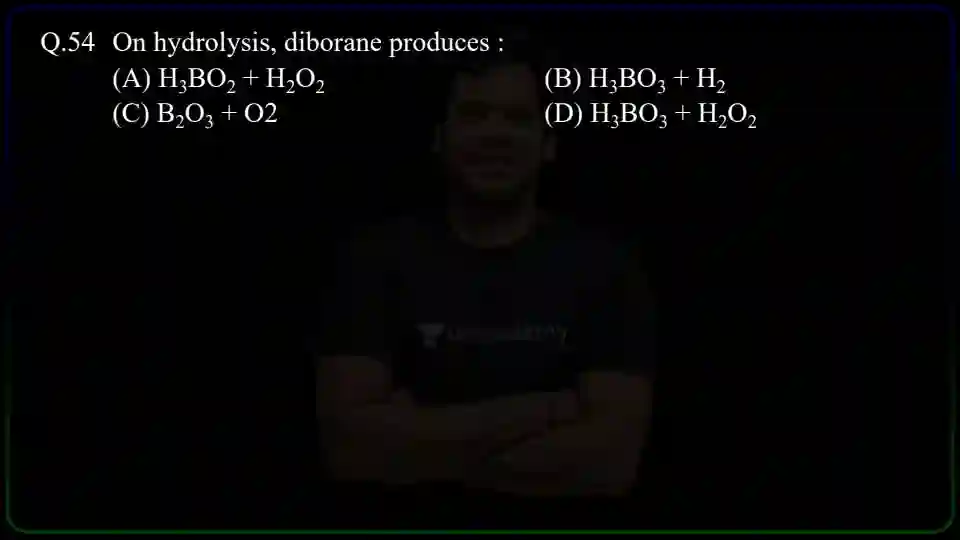 Q.54 On hydrolysis, diborane produces :
(A) H₃BO₂ + H₂O₂ (B) H₃BO₃ + H₂
(C) B₂O₃ + O2 (D) H₃BO₃ + H₂O₂